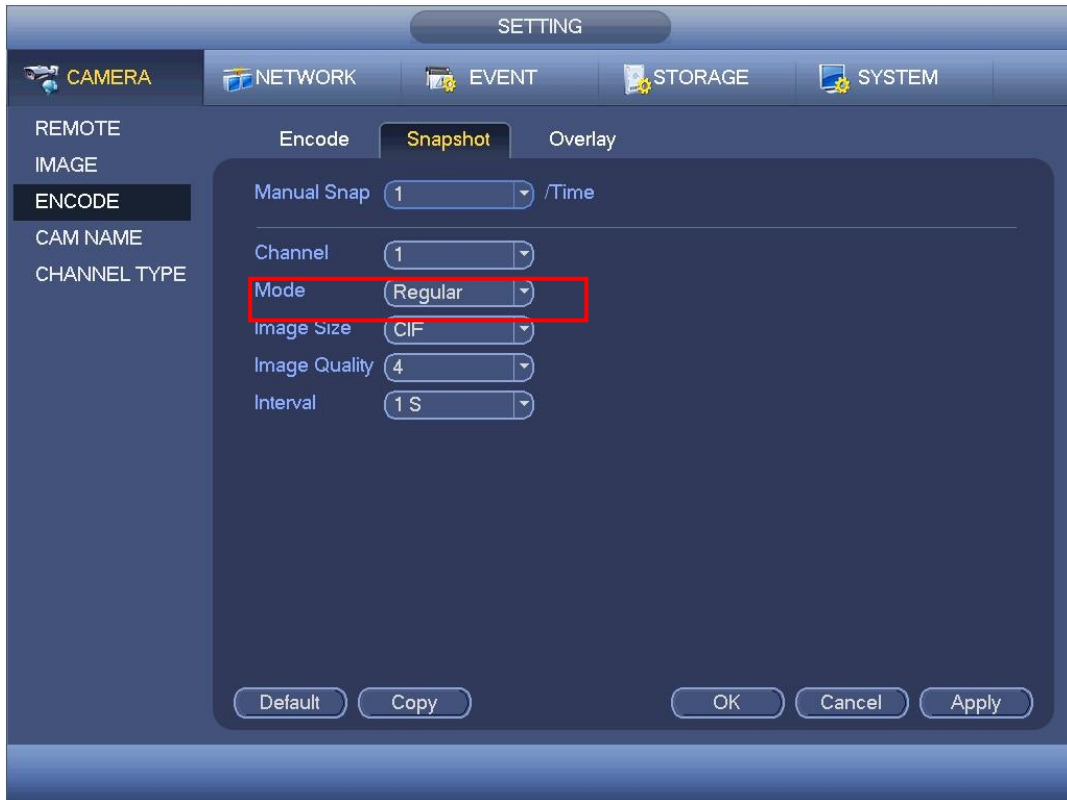 SETTING
CAMERA NETWORK EVENT STORAGE SYSTEM
REMOTE
IMAGE
ENCODE
CAM NAME
CHANNEL TYPE
Encode Snapshot Overlay
Manual Snap 1 /Time
Channel 1
Mode Regular
Image Size CIF
Image Quality 4
Interval 1 S
Default Copy OK Cancel Apply